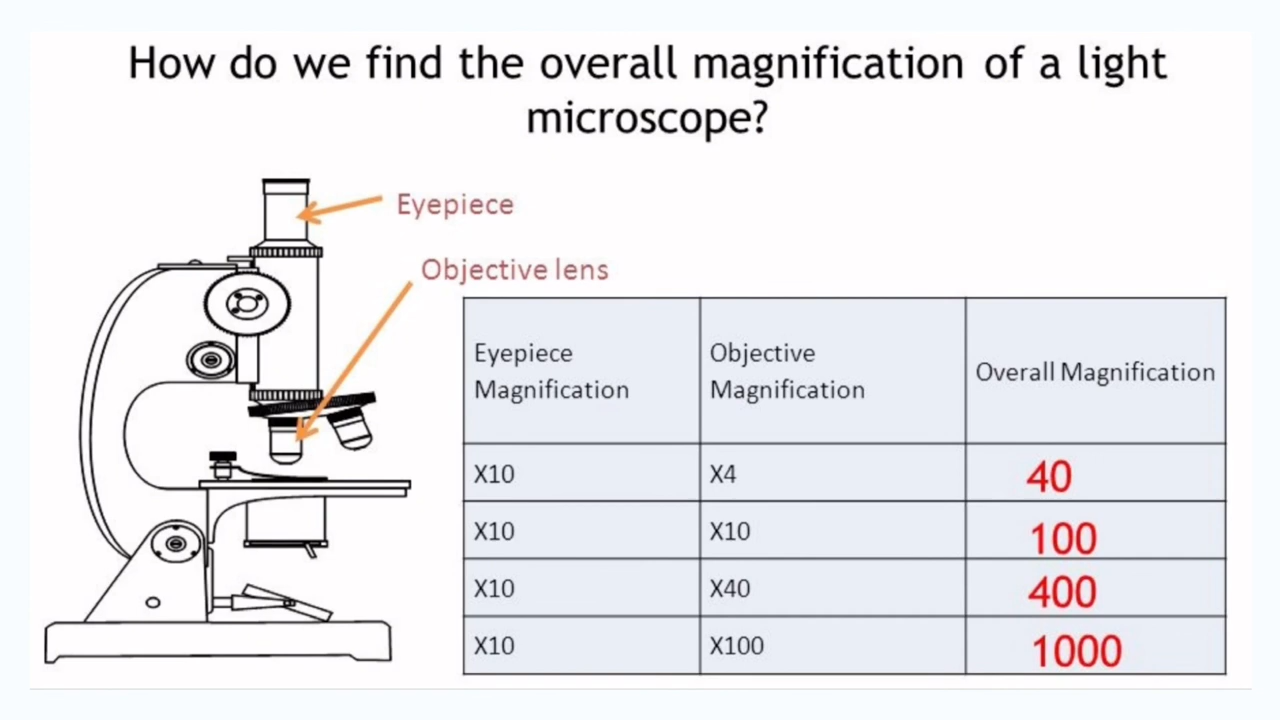 How do we find the overall magnification of a light
microscope?
Eyepiece
Objective lens
Eyepiece
Magnification
Objective
Magnification
Overall Magnification
X10
X4
40
X10
X10
100
X10
X40
400
X10
X100
1000